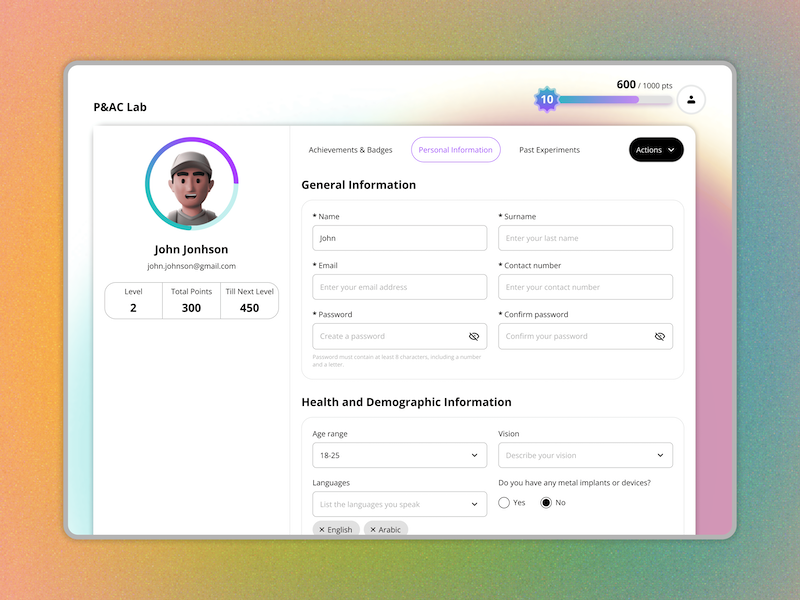 600 / 1000 pts
10
P&AC Lab
Achievements & Badges
Personal Information
Past Experiments
Actions
John Jonhson
john.johnson@gmail.com
Level
Total Points
Till Next Level
2
300
450
General Information
* Name
* Surname
John
Enter your last name
* Email
* Contact number
Enter your email address
Enter your contact number
* Password
* Confirm password
Create a password
Confirm your password
Password must contain at least 8 characters, including a number
and a letter.
Health and Demographic Information
Age range
Vision
18-25
Describe your vision
Languages
Do you have any metal implants or devices?
List the languages you speak
Yes
No
× English
× Arabic